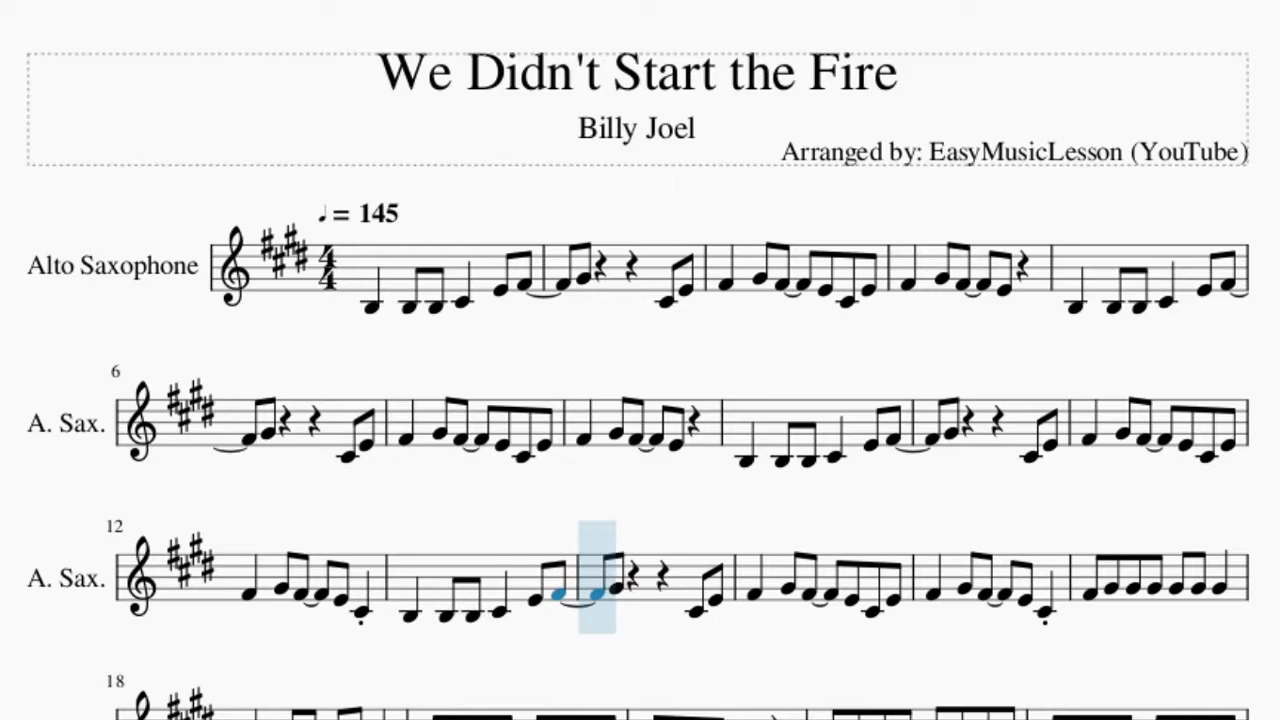 We Didn't Start the Fire
Billy Joel
Arranged by: EasyMusicLesson (YouTube)
♩ = 145
Alto Saxophone
4
4
6
A. Sax.
12
A. Sax.
18